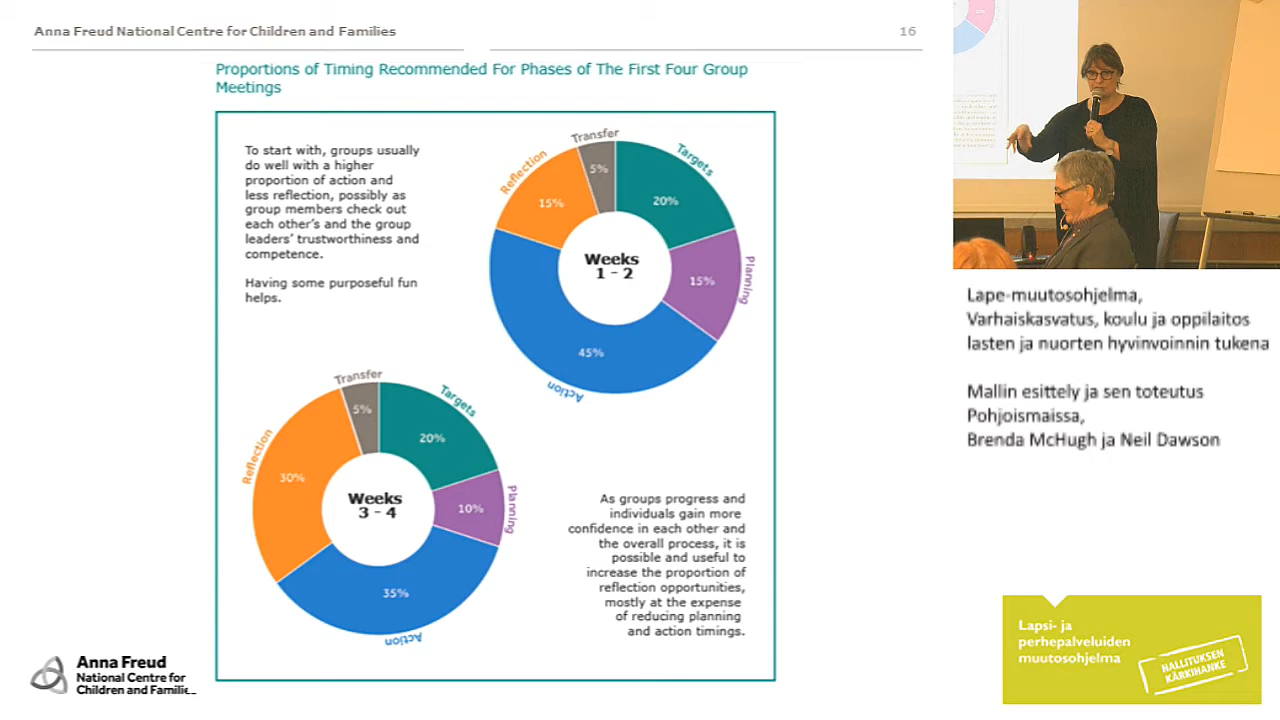 Anna Freud National Centre for Children and Families
16
Proportions of Timing Recommended For Phases of The First Four Group
Meetings
To start with, groups usually
do well with a higher
proportion of action and
less reflection, possibly as
group members check out
each other's and the group
leaders' trustworthiness and
competence.
Having some purposeful fun
helps.
Transfer
Targets
Reflection
Planning
Action
5%
20%
15%
15%
45%
Weeks
1 - 2
Transfer
Targets
Reflection
Planning
Action
5%
20%
30%
10%
35%
Weeks
3 - 4
As groups progress and
individuals gain more
confidence in each other and
the overall process, it is
possible and useful to
increase the proportion of
reflection opportunities,
mostly at the expense
of reducing planning
and action timings.
Anna Freud
National Centre for
Children and Families
Lape-muutosohjelma,
Varhaiskasvatus, koulu ja oppilaitos
lasten ja nuorten hyvinvoinnin tukena
Mallin esittely ja sen toteutus
Pohjoismaissa,
Brenda McHugh ja Neil Dawson
Lapsi- ja
perhepalveluiden
muutosohjelma
HALLITUKSEN
KÄRKIHANKE